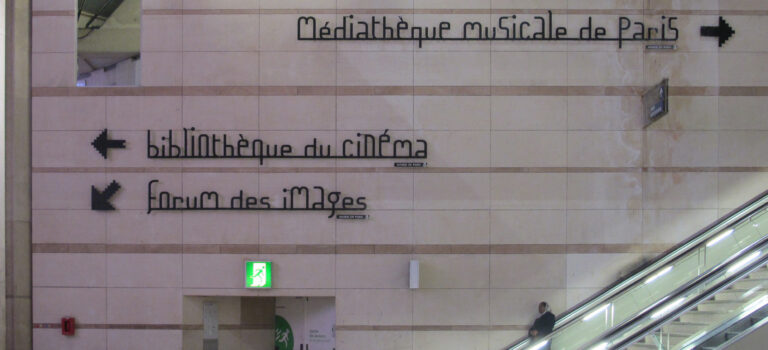 Médiathèque musicale de Paris
bibliothèque du cinéma
forum des images